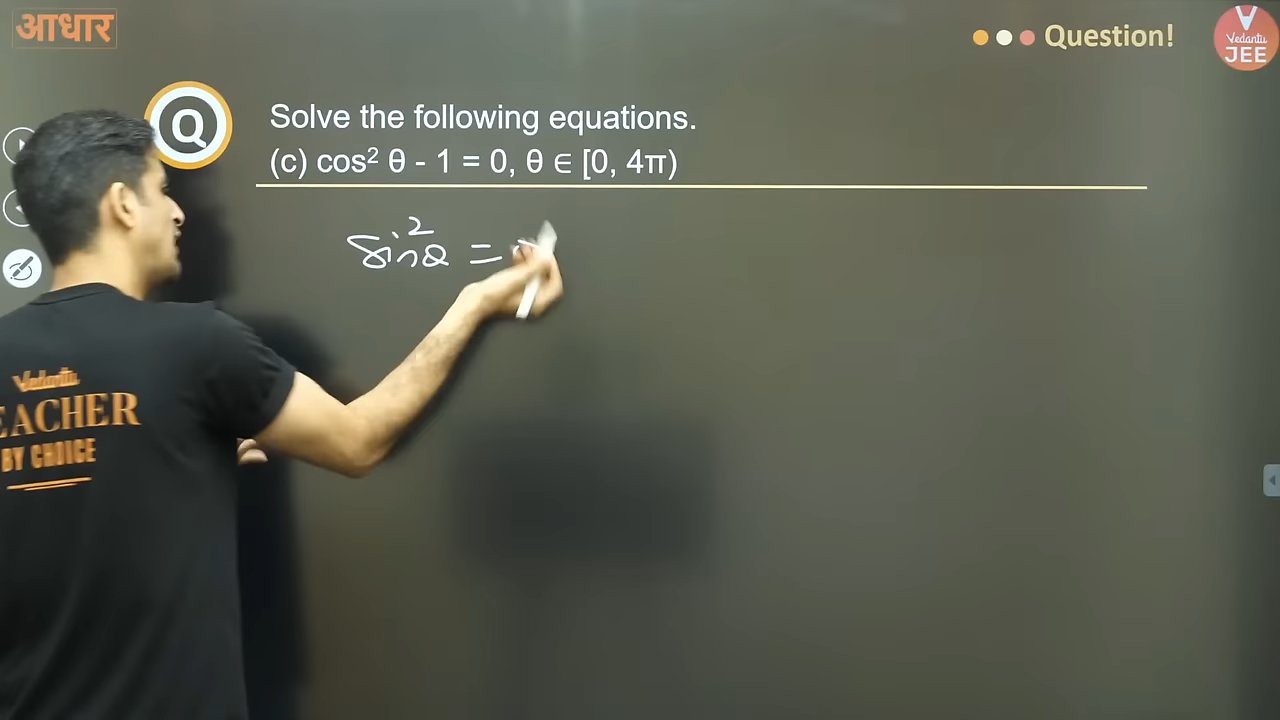 आधार
Question!
Vedantu
JEE
Q
Solve the following equations.
(c) cos² θ - 1 = 0, θ ∈ [0, 4π)
sin²θ =
Vedantu
EACHER
BY CHOICE